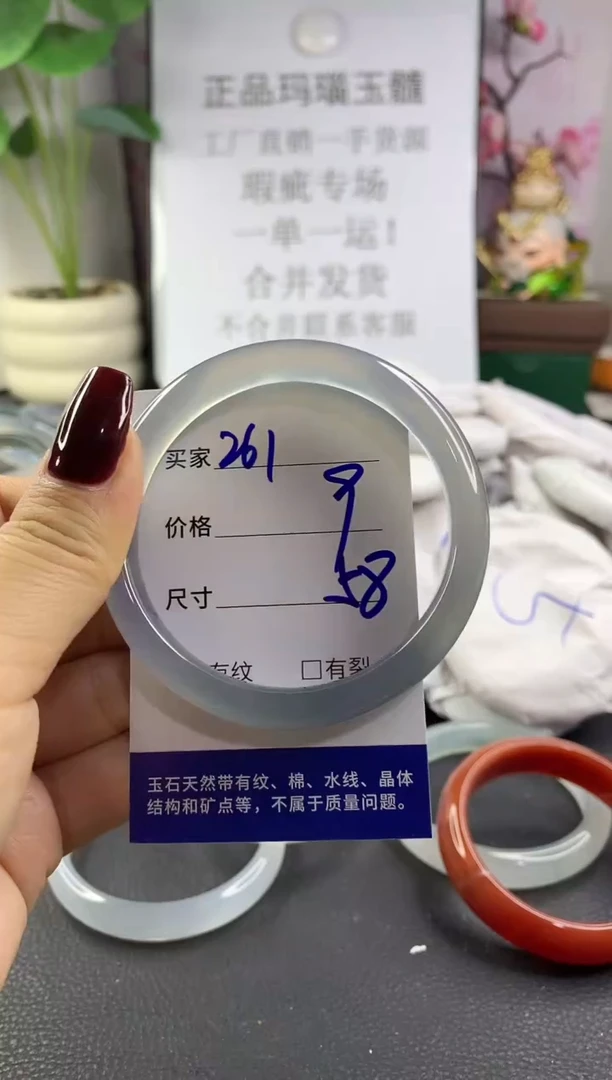 正品玛瑙玉髓
工厂直销一手货源
瑕疵专场
一单一运！
合并发货
不合并联系客服
买家 261
价格 9
尺寸 58
有纹 □有裂
玉石天然带有纹、棉、水线、晶体
结构和矿点等，不属于质量问题。
5